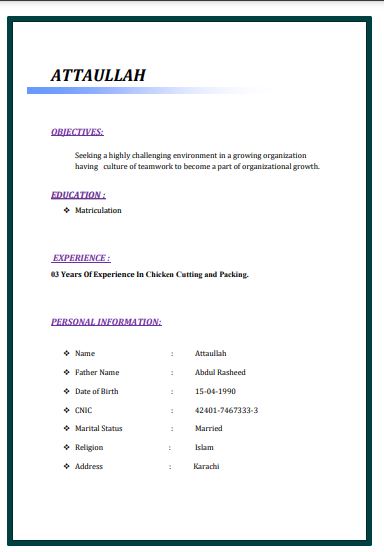 ATTAULLAH
OBJECTIVES:
Seeking a highly challenging environment in a growing organization
having culture of teamwork to become a part of organizational growth.
EDUCATION :
❖ Matriculation
EXPERIENCE :
03 Years Of Experience In Chicken Cutting and Packing.
PERSONAL INFORMATION:
❖ Name : Attaullah
❖ Father Name : Abdul Rasheed
❖ Date of Birth : 15-04-1990
❖ CNIC : 42401-7467333-3
❖ Marital Status : Married
❖ Religion : Islam
❖ Address : Karachi